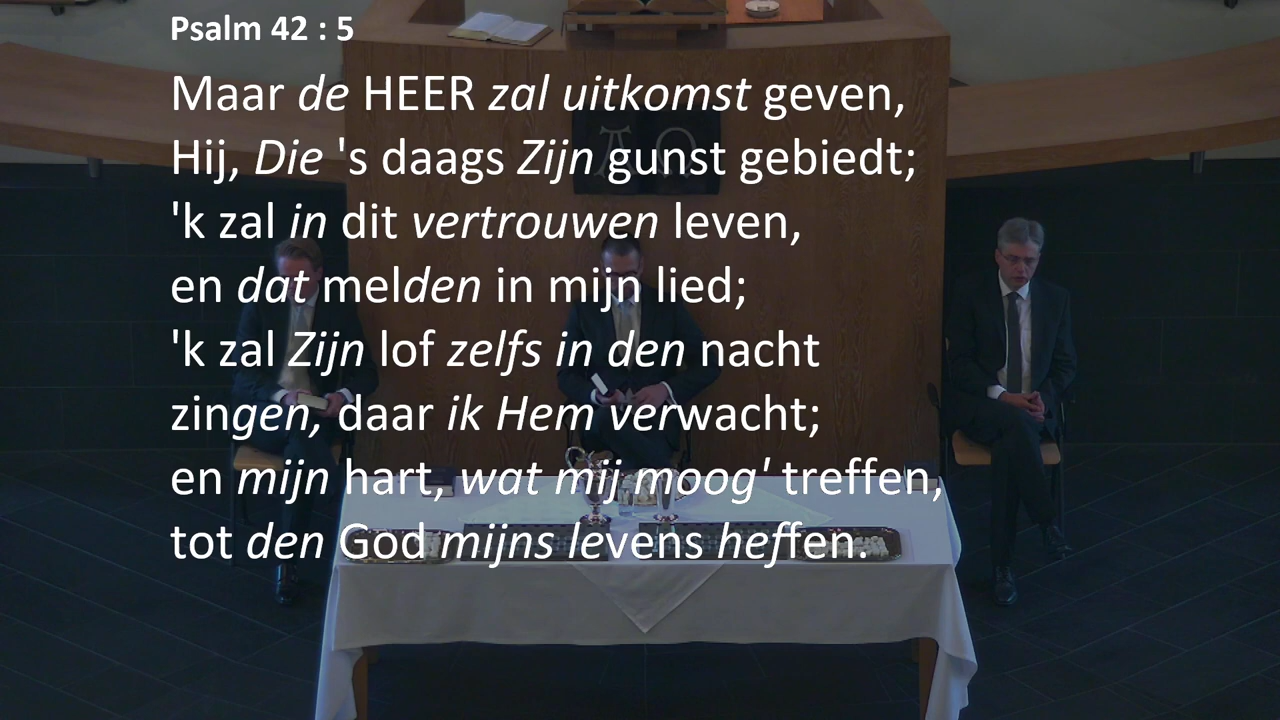 Psalm 42 : 5
Maar de HEER zal uitkomst geven,
Hij, Die 's daags Zijn gunst gebiedt;
'k zal in dit vertrouwen leven,
en dat melden in mijn lied;
'k zal Zijn lof zelfs in den nacht
zingen, daar ik Hem verwacht;
en mijn hart, wat mij moog' treffen,
tot den God mijns levens heffen.